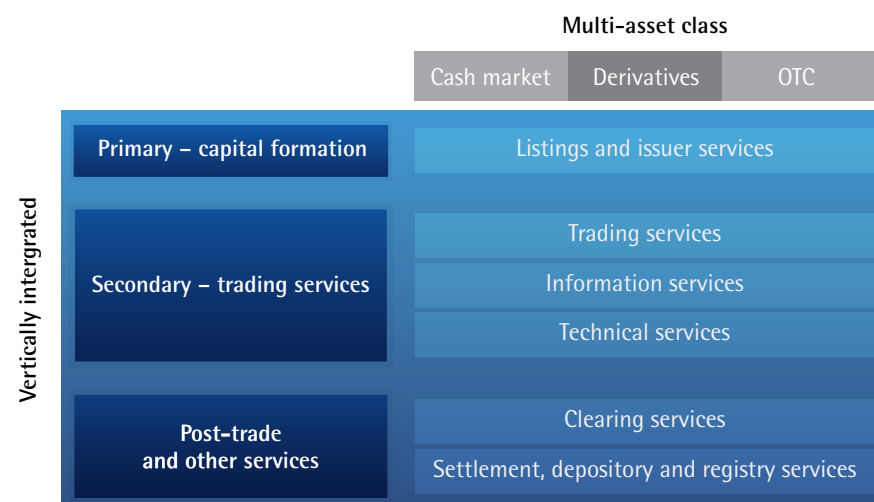 Multi-asset class
Cash market
Derivatives
OTC
Vertically intergrated
Primary – capital formation
Listings and issuer services
Secondary – trading services
Trading services
Information services
Technical services
Post-trade
and other services
Clearing services
Settlement, depository and registry services